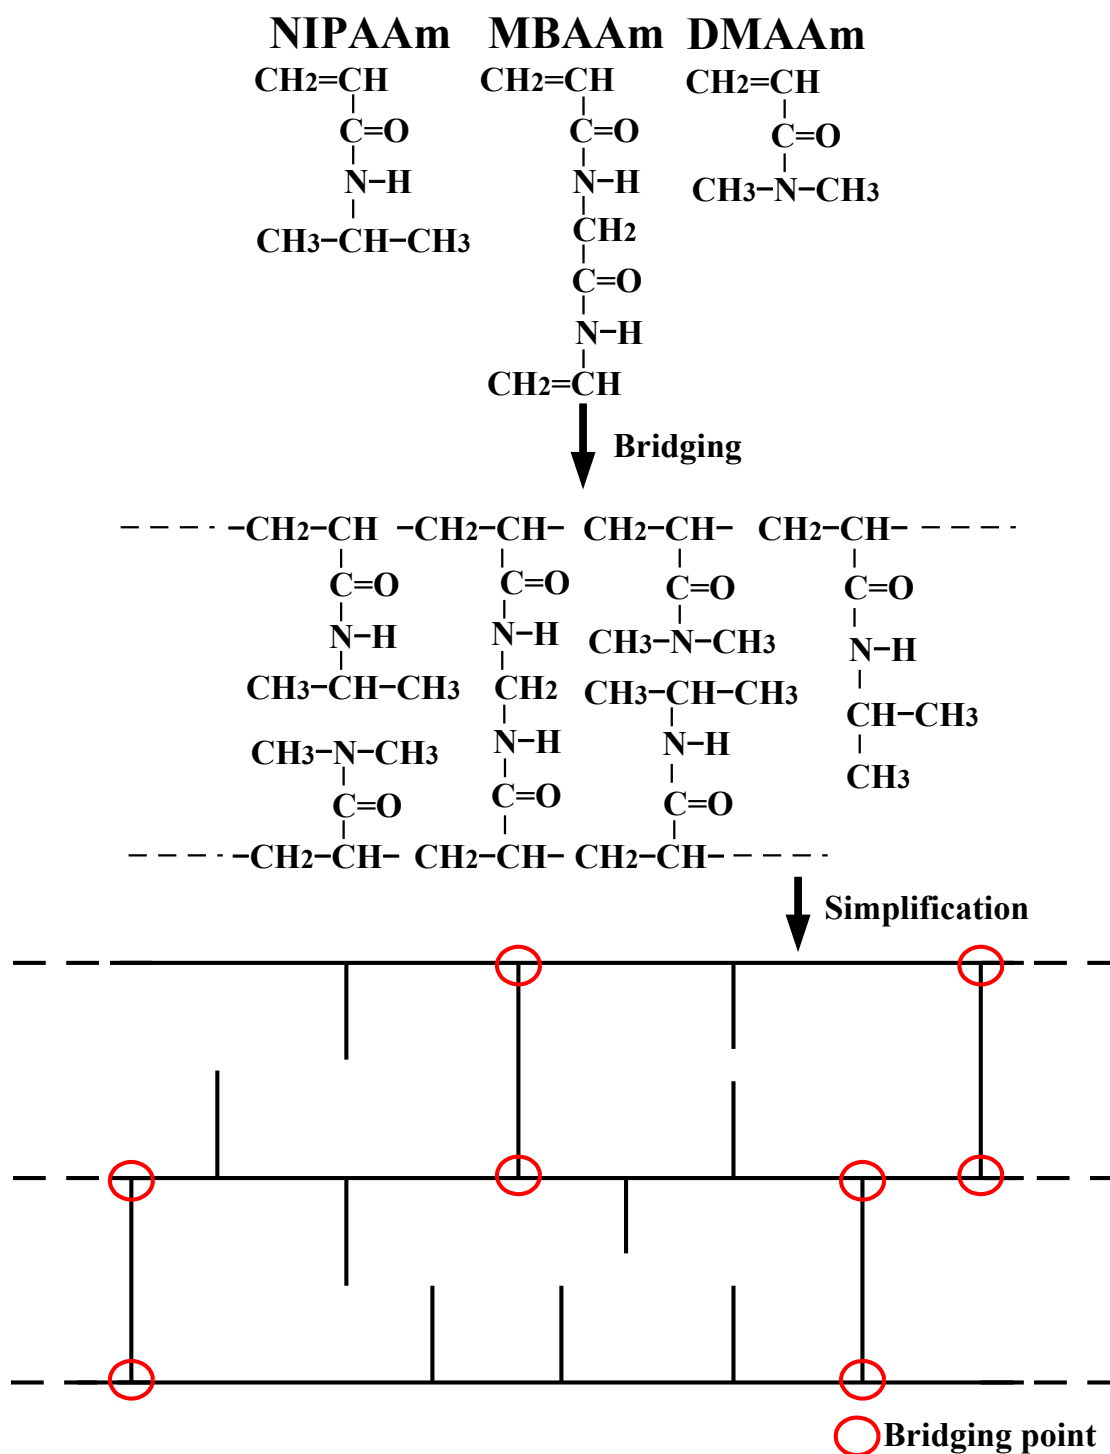 NIPAAm MBAAm DMAAm
CH2=CH CH2=CH CH2=CH
C=O C=O C=O
N-H N-H CH3-N-CH3
CH3-CH-CH3 CH2
C=O
N-H
CH2=CH
Bridging
-CH2-CH -CH2-CH- CH2-CH- CH2-CH-
C=O C=O C=O C=O
N-H N-H CH3-N-CH3 N-H
CH3-CH-CH3 CH2 CH3-CH-CH3 CH-CH3
CH3-N-CH3 N-H N-H CH3
C=O C=O C=O
-CH2-CH- CH2-CH- CH2-CH-
Simplification
Bridging point